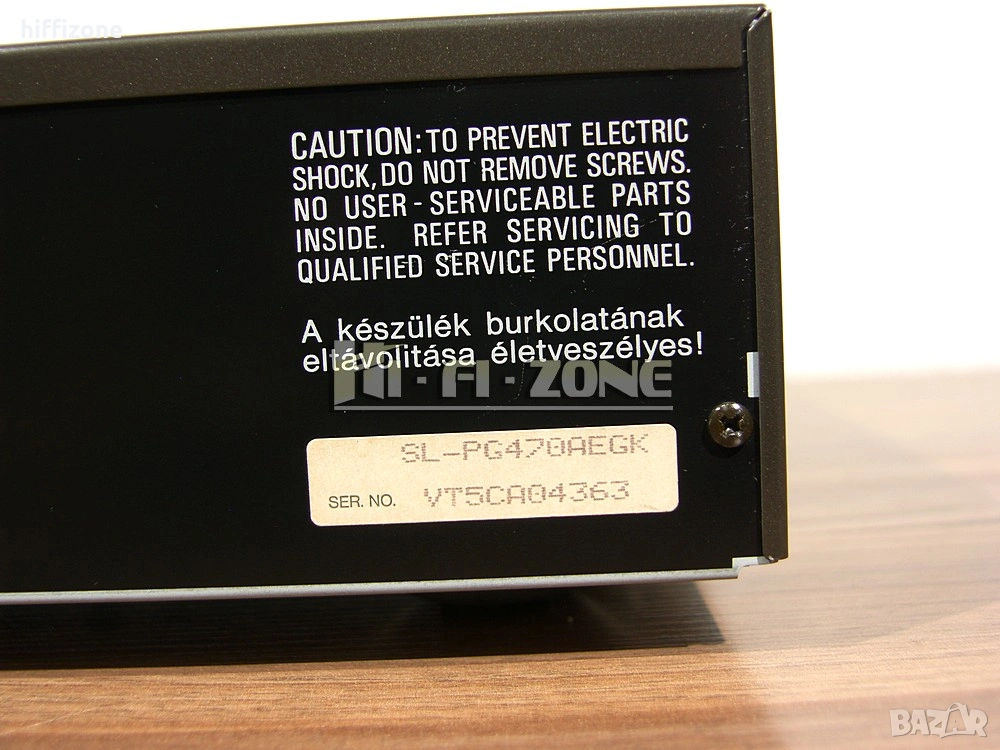 hiffizone
CAUTION: TO PREVENT ELECTRIC
SHOCK, DO NOT REMOVE SCREWS.
NO USER - SERVICEABLE PARTS
INSIDE. REFER SERVICING TO
QUALIFIED SERVICE PERSONNEL.
A készülék burkolatának
eltávolitása életveszélyes!
Hi - FI - ZONE
SL-PG470AEGK
SER. NO. VT5CA04363
BAZAR